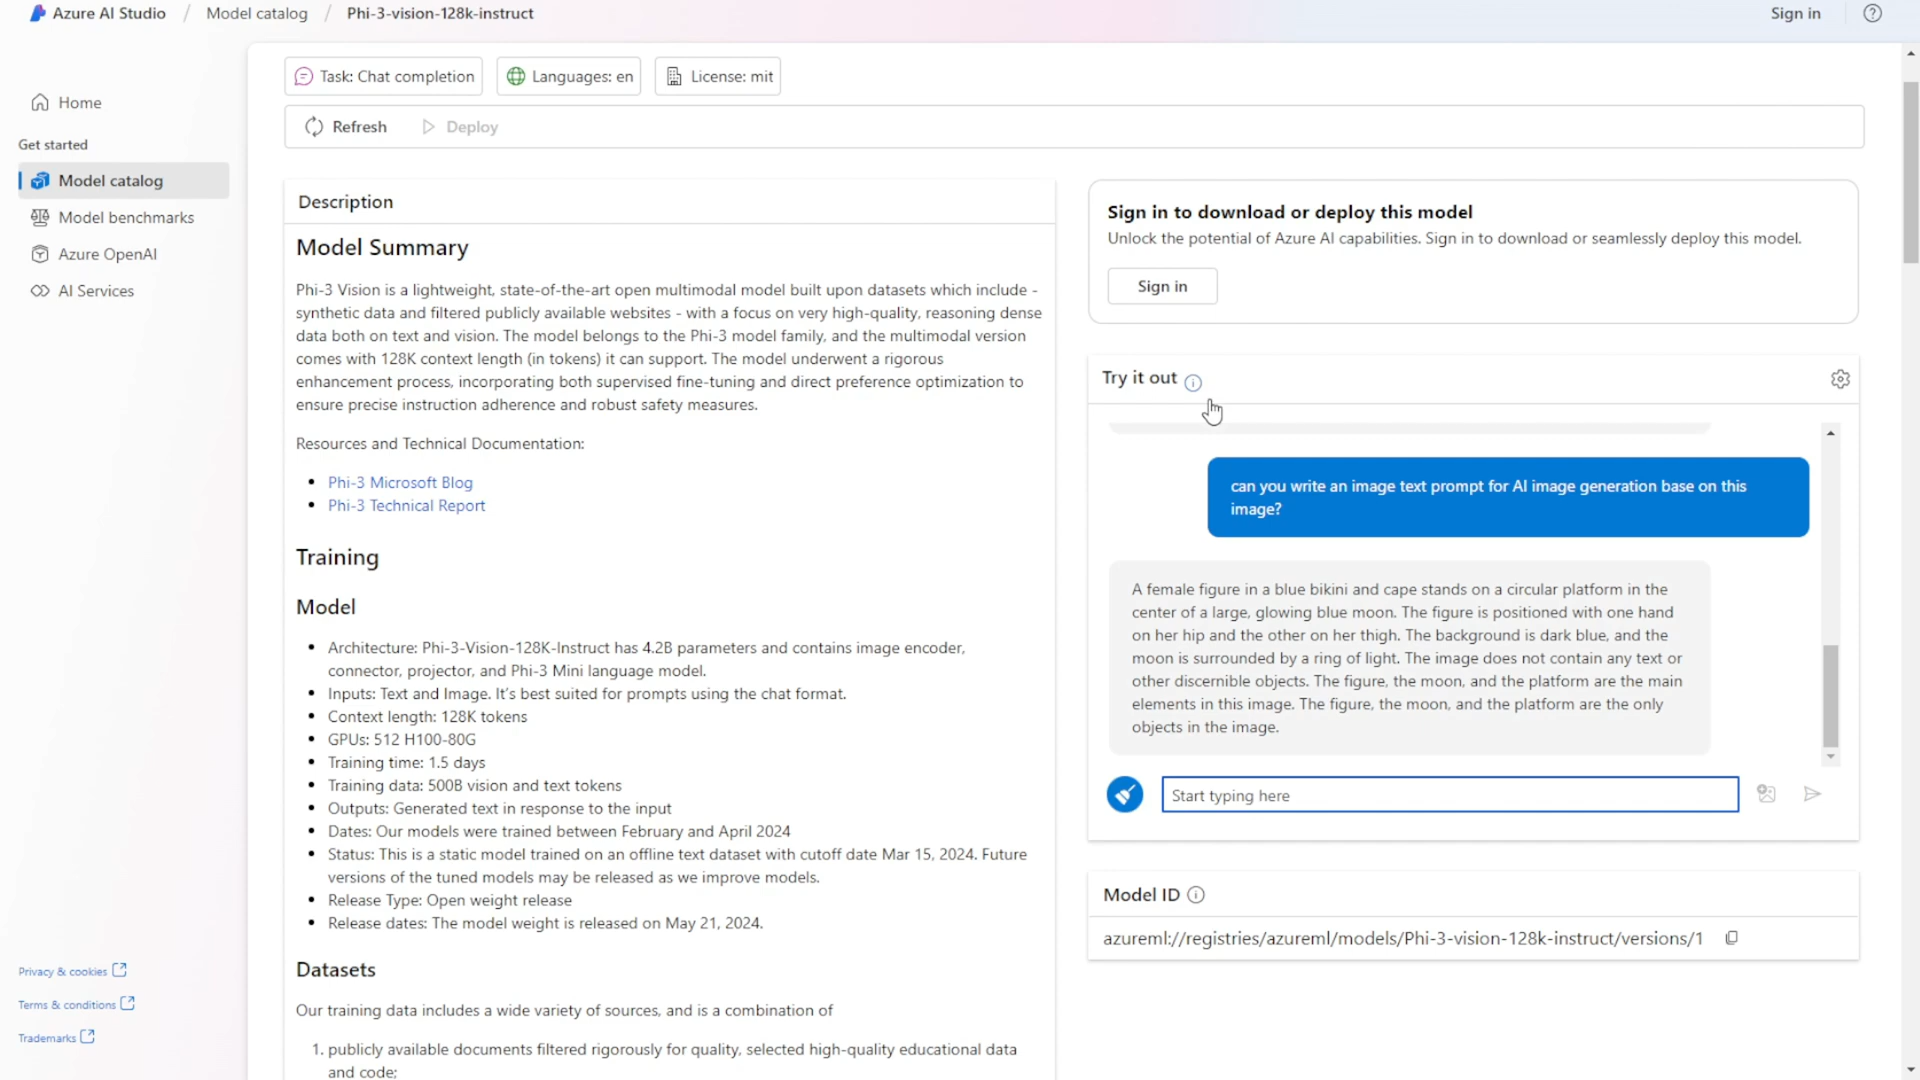 Azure AI Studio / Model catalog / Phi-3-vision-128k-instruct
Sign in
Home
Get started
Model catalog
Model benchmarks
Azure OpenAI
AI Services
Privacy & cookies
Terms & conditions
Trademarks
Task: Chat completion
Languages: en
License: mit
Refresh
Deploy
Description
Model Summary
Phi-3 Vision is a lightweight, state-of-the-art open multimodal model built upon datasets which include -
synthetic data and filtered publicly available websites - with a focus on very high-quality, reasoning dense
data both on text and vision. The model belongs to the Phi-3 model family, and the multimodal version
comes with 128K context length (in tokens) it can support. The model underwent a rigorous
enhancement process, incorporating both supervised fine-tuning and direct preference optimization to
ensure precise instruction adherence and robust safety measures.
Resources and Technical Documentation:
• Phi-3 Microsoft Blog
• Phi-3 Technical Report
Training
Model
• Architecture: Phi-3-Vision-128K-Instruct has 4.2B parameters and contains image encoder,
connector, projector, and Phi-3 Mini language model.
• Inputs: Text and Image. It's best suited for prompts using the chat format.
• Context length: 128K tokens
• GPUs: 512 H100-80G
• Training time: 1.5 days
• Training data: 500B vision and text tokens
• Outputs: Generated text in response to the input
• Dates: Our models were trained between February and April 2024
• Status: This is a static model trained on an offline text dataset with cutoff date Mar 15, 2024. Future
versions of the tuned models may be released as we improve models.
• Release Type: Open weight release
• Release dates: The model weight is released on May 21, 2024.
Datasets
Our training data includes a wide variety of sources, and is a combination of
1. publicly available documents filtered rigorously for quality, selected high-quality educational data
and code;
Sign in to download or deploy this model
Unlock the potential of Azure AI capabilities. Sign in to download or seamlessly deploy this model.
Sign in
Try it out
can you write an image text prompt for AI image generation base on this
image?
A female figure in a blue bikini and cape stands on a circular platform in the
center of a large, glowing blue moon. The figure is positioned with one hand
on her hip and the other on her thigh. The background is dark blue, and the
moon is surrounded by a ring of light. The image does not contain any text or
other discernible objects. The figure, the moon, and the platform are the main
elements in this image. The figure, the moon, and the platform are the only
objects in the image.
Start typing here
Model ID
azureml://registries/azureml/models/Phi-3-vision-128k-instruct/versions/1